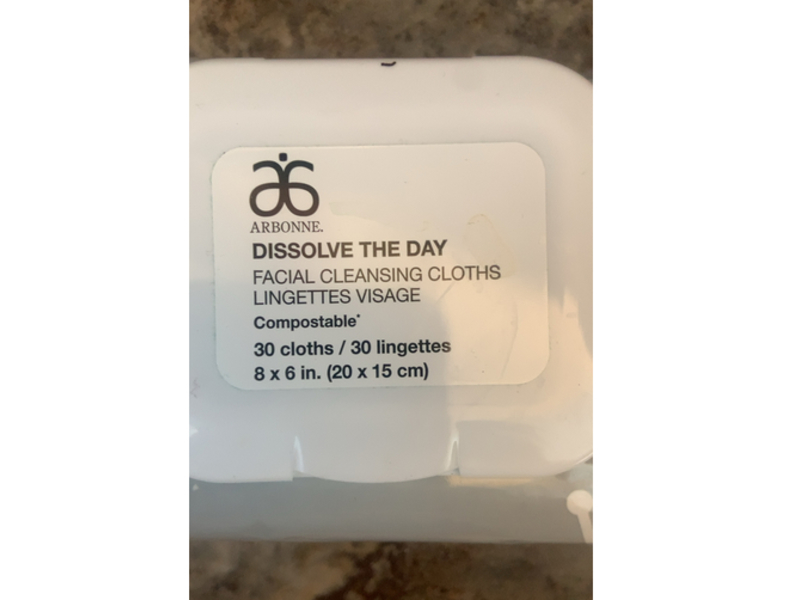 ARBONNE.
DISSOLVE THE DAY
FACIAL CLEANSING CLOTHS
LINGETTES VISAGE
Compostable*
30 cloths / 30 lingettes
8 x 6 in. (20 x 15 cm)